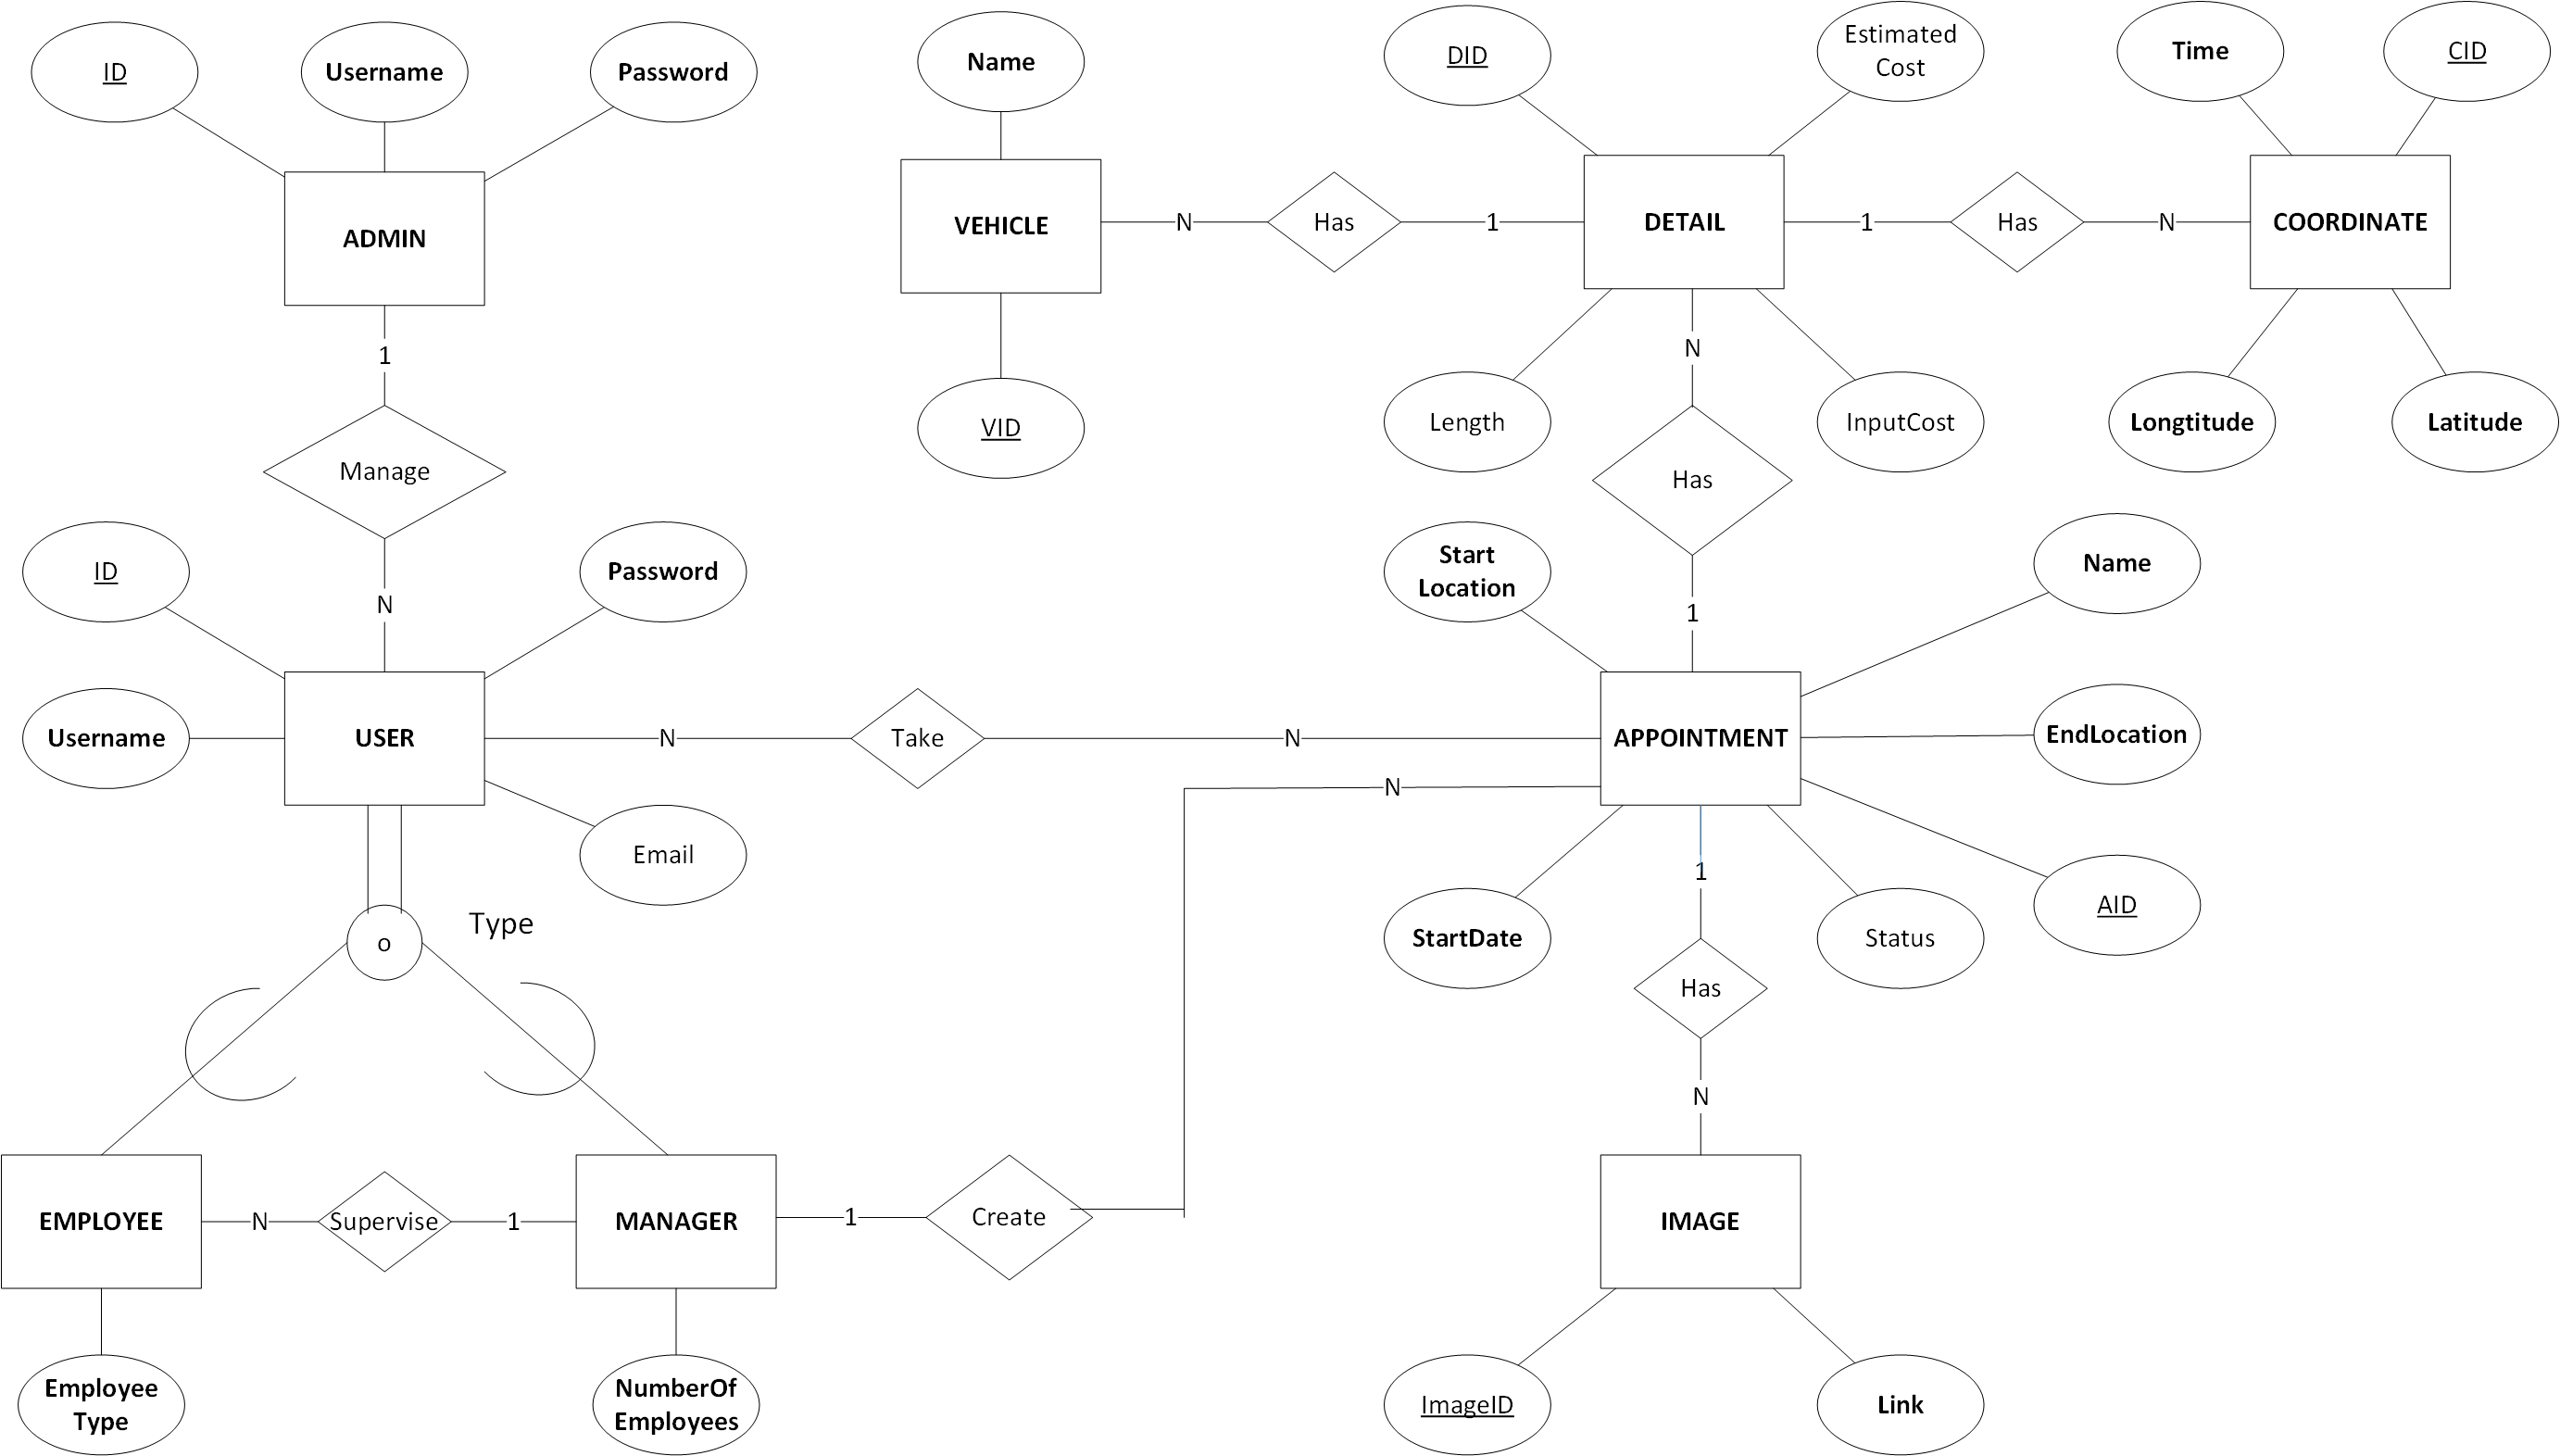 ID
Username
Password
ADMIN
1
Manage
N
Name
VEHICLE
VID
N
Has
1
DID
Estimated
Cost
DETAIL
Length
InputCost
1
Has
N
Time
CID
COORDINATE
Longtitude
Latitude
N
Has
1
ID
Password
Username
USER
Email
N
Take
N
Start
Location
Name
APPOINTMENT
EndLocation
AID
StartDate
Status
N
1
Has
N
Type
o
EMPLOYEE
N
Supervise
1
MANAGER
1
Create
IMAGE
Employee
Type
NumberOf
Employees
ImageID
Link